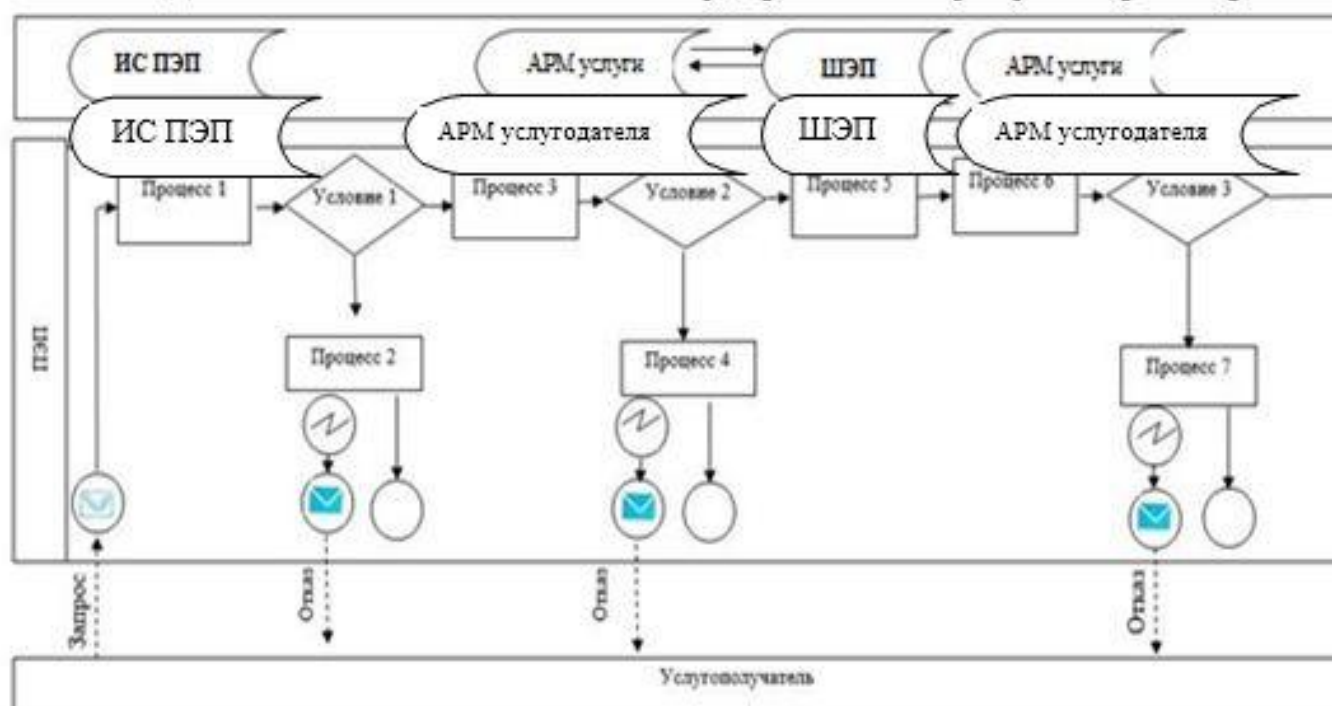 ИС ПЭП АРМ услуги ШЭП АРМ услуги
ИС ПЭП АРМ услугодателя ШЭП АРМ услугодателя
Процесс 1 Условие 1 Процесс 3 Условие 2 Процесс 5 Процесс 6 Условие 3
ПЭП
Процесс 2 Процесс 4 Процесс 7
Запрос Отказ Отказ Отказ
Услугополучатель